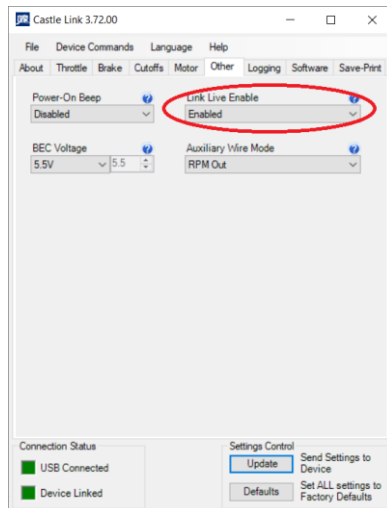 Castle Link 3.72.00
File Device Commands Language Help
About Throttle Brake Cutoffs Motor Other Logging Software Save-Print
Power-On Beep Link Live Enable
Disabled Enabled
BEC Voltage Auxiliary Wire Mode
5.5V 5.5 RPM Out
Connection Status Settings Control
USB Connected Update Send Settings to Device
Device Linked Defaults Set ALL settings to Factory Defaults